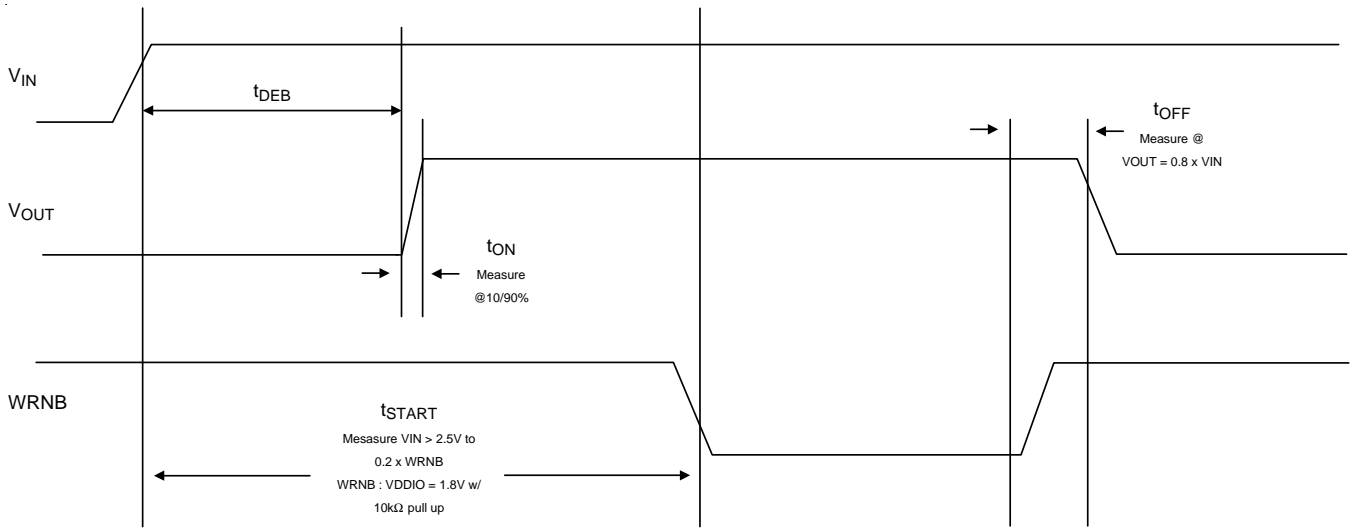 VIN
tDEB
tOFF
Measure @
VOUT = 0.8 x VIN
VOUT
tON
Measure
@10/90%
WRNB
tSTART
Mesasure VIN > 2.5V to
0.2 x WRNB
WRNB : VDDIO = 1.8V w/
10kΩ pull up